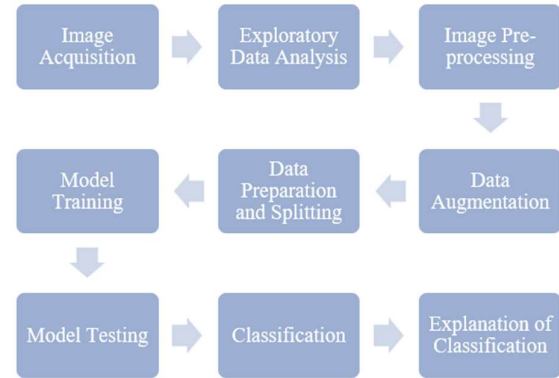 Image
Acquisition
Exploratory
Data Analysis
Image Pre-
processing
Data
Augmentation
Data
Preparation
and Splitting
Model
Training
Model Testing
Classification
Explanation of
Classification